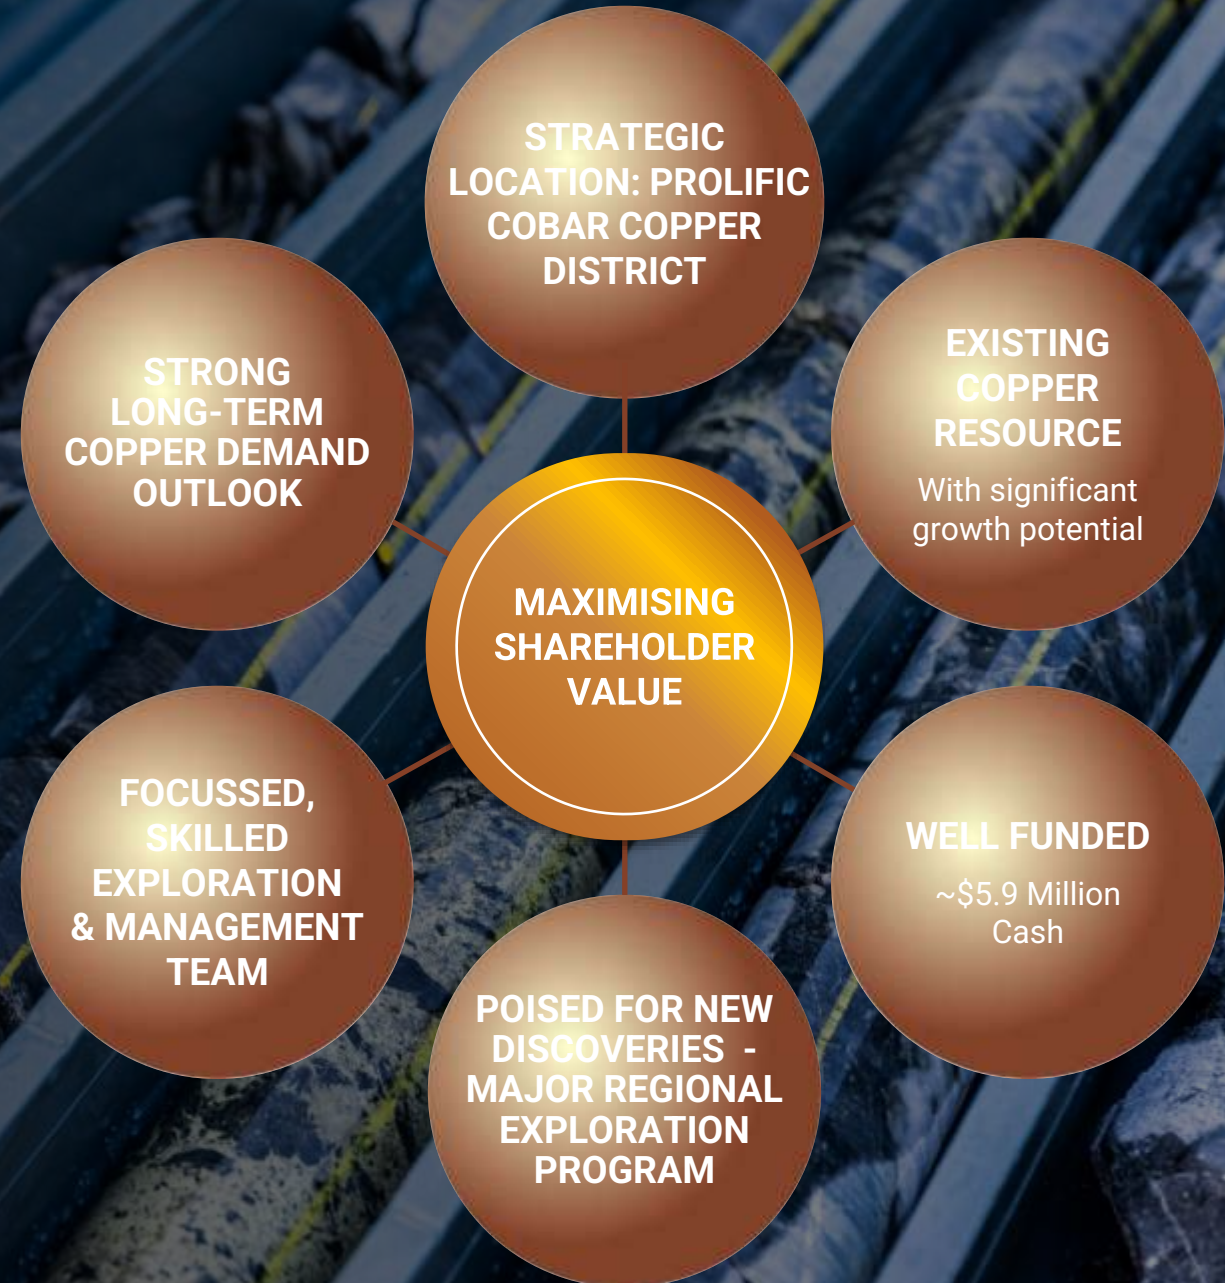 STRATEGIC
LOCATION: PROLIFIC
COBAR COPPER
DISTRICT
EXISTING
COPPER
RESOURCE
With significant
growth potential
WELL FUNDED
~$5.9 Million
Cash
POISED FOR NEW
DISCOVERIES -
MAJOR REGIONAL
EXPLORATION
PROGRAM
FOCUSSED,
SKILLED
EXPLORATION
& MANAGEMENT
TEAM
STRONG
LONG-TERM
COPPER DEMAND
OUTLOOK
MAXIMISING
SHAREHOLDER
VALUE